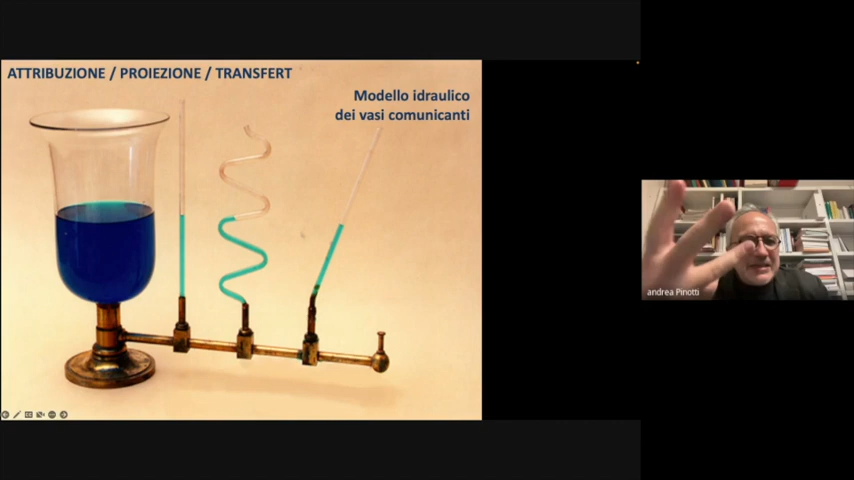 ATTRIBUZIONE / PROIEZIONE / TRANSFERT
Modello idraulico
dei vasi comunicanti
andrea Pinotti